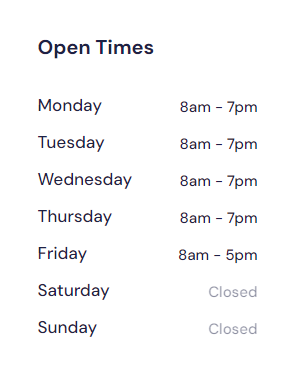 Open Times
Monday 8am - 7pm
Tuesday 8am - 7pm
Wednesday 8am - 7pm
Thursday 8am - 7pm
Friday 8am - 5pm
Saturday Closed
Sunday Closed